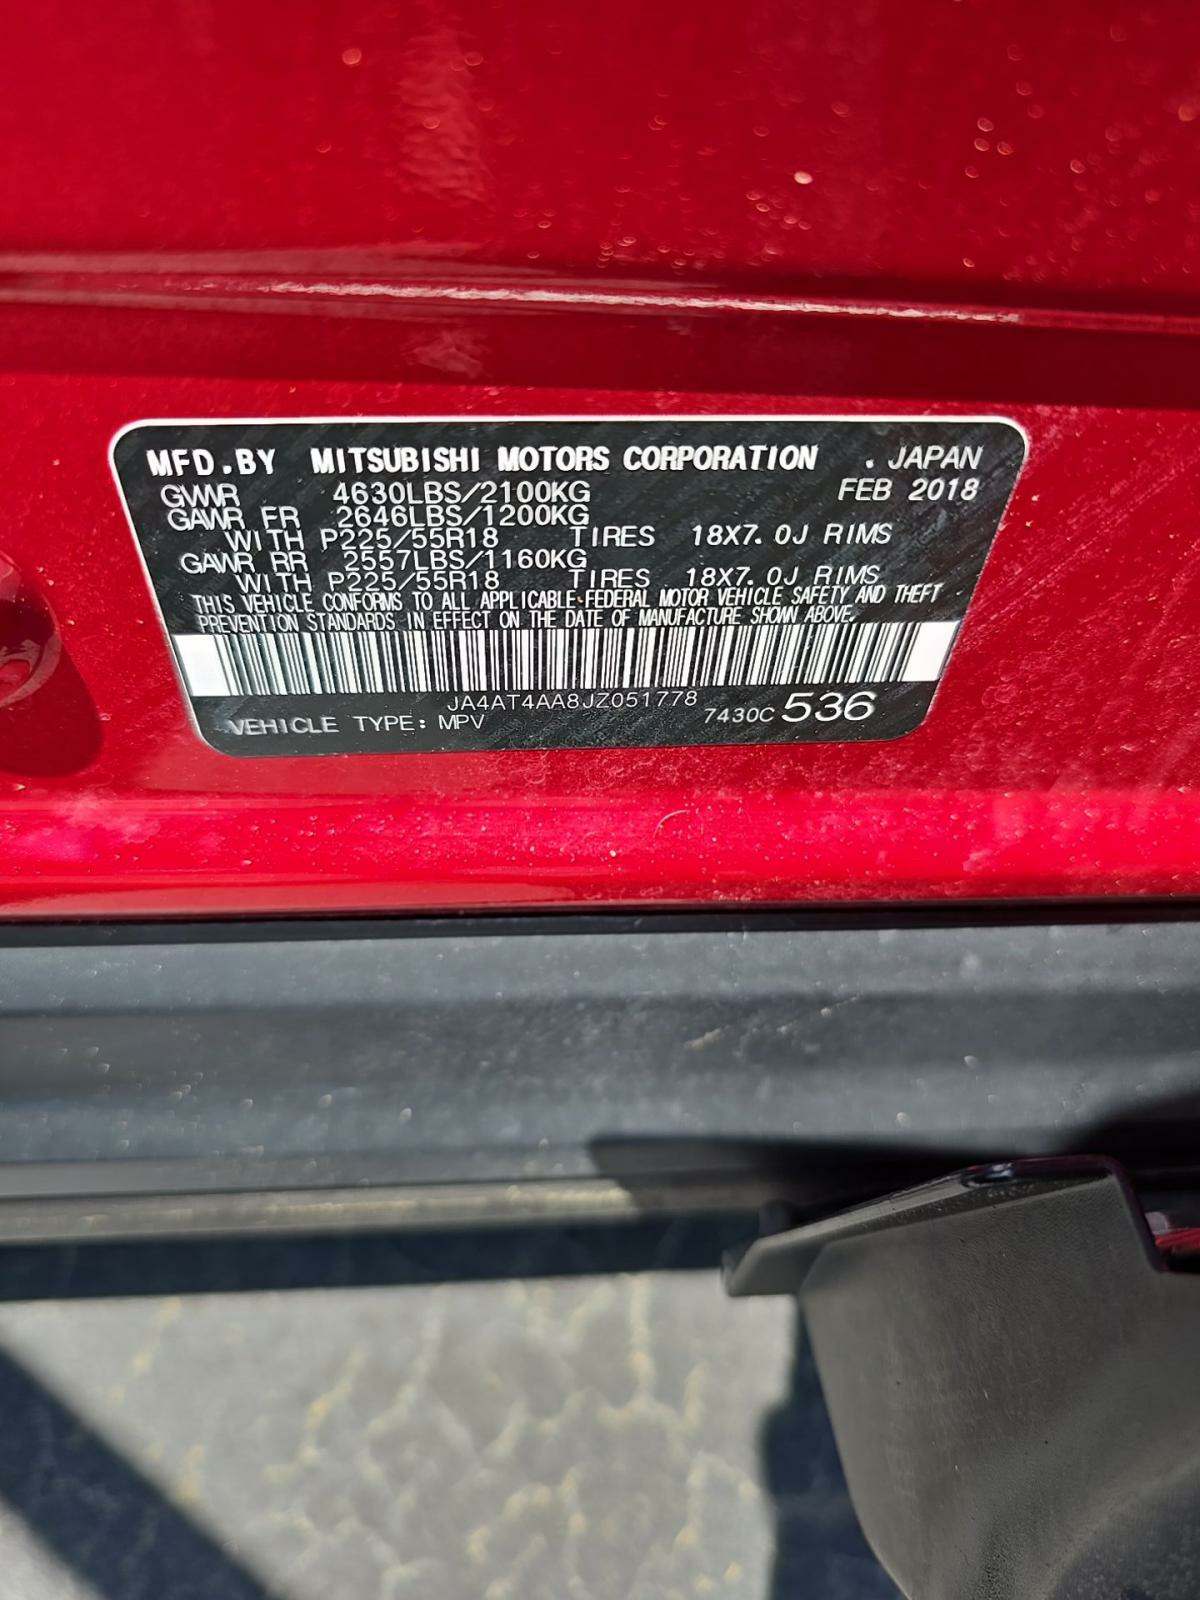 MFD.BY MITSUBISHI MOTORS CORPORATION . JAPAN
GVWR 4630LBS/2100KG FEB 2018
GAWR FR 2646LBS/1200KG
WITH P225/55R18 TIRES 18X7.0J RIMS
GAWR RR 2557LBS/1160KG
WITH P225/55R18 TIRES 18X7.0J RIMS
THIS VEHICLE CONFORMS TO ALL APPLICABLE FEDERAL MOTOR VEHICLE SAFETY AND THEFT
PREVENTION STANDARDS IN EFFECT ON THE DATE OF MANUFACTURE SHOWN ABOVE.
JA4AT4AA8JZ051778
VEHICLE TYPE: MPV 7430C 536